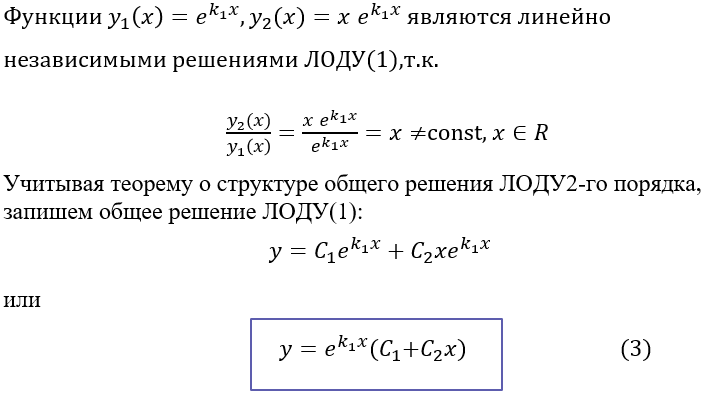 Функции y₁(x) = e^{k₁x}, y₂(x) = x e^{k₁x} являются линейно
независимыми решениями ЛОДУ(1),т.к.
y₂(x)/y₁(x) = x e^{k₁x}/e^{k₁x} = x ≠const, x ∈ R
Учитывая теорему о структуре общего решения ЛОДУ2-го порядка,
запишем общее решение ЛОДУ(1):
y = C₁e^{k₁x} + C₂xe^{k₁x}
или
y = e^{k₁x}(C₁+C₂x) (3)